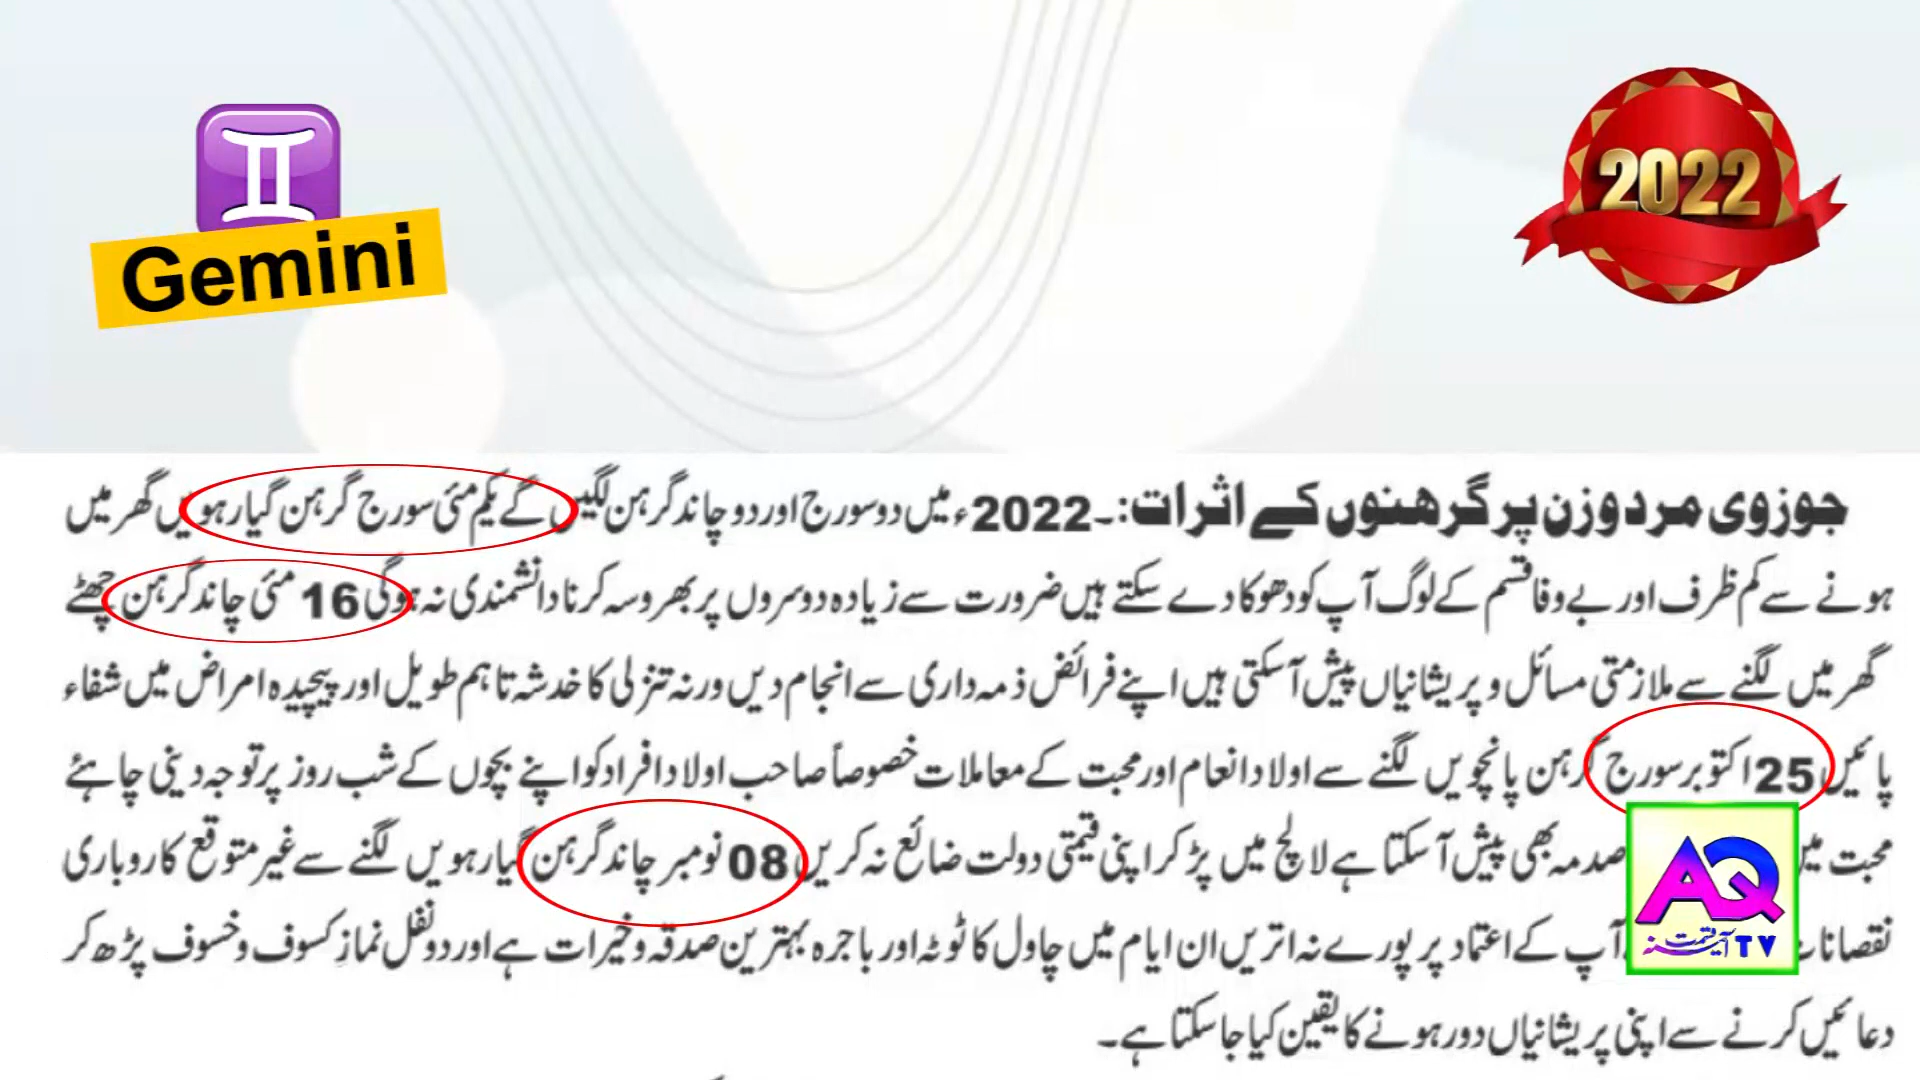 Gemini
2022
جوزوی مرد وزن پر گرھنوں کے اثرات:۔ 2022ء میں دو سورج اور دو چاند گرہن لگیں گے یکم مئی سورج گرہن گیارہویں گھر میں
ہونے سے کم ظرف اور بے وفا قسم کے لوگ آپ کو دھوکا دے سکتے ہیں ضرورت سے زیادہ دوسروں پر بھروسہ کرنا دانشمندی نہ ہوگی 16 مئی چاند گرہن چھٹے
گھر میں لگنے سے ملازمتی مسائل و پریشانیاں پیش آسکتی ہیں اپنے فرائض ذمہ داری سے انجام دیں ورنہ تنزلی کا خدشہ تاہم طویل اور پیچیدہ امراض میں شفاء
پائیں 25 اکتوبر سورج گرہن پانچویں لگنے سے اولاد انعام اور محبت کے معاملات خصوصاً صاحب اولاد افراد کو اپنے بچوں کے شب روز پر توجہ دینی چاہئے
محبت میں صدمہ بھی پیش آسکتا ہے لالچ میں پڑ کر اپنی قیمتی دولت ضائع نہ کریں 08 نومبر چاند گرہن گیارہویں لگنے سے غیر متوقع کاروباری
نقصانات آپ کے اعتماد پر پورے نہ اتریں ان ایام میں چاول کا ٹوٹہ اور باجرہ بہترین صدقہ وخیرات ہے اور دو نفل نمازِ کسوف وخسوف پڑھ کر
دعائیں کرنے سے اپنی پریشانیاں دور ہونے کا یقین کیا جاسکتا ہے۔
AQ
آئینہ قسمت TV